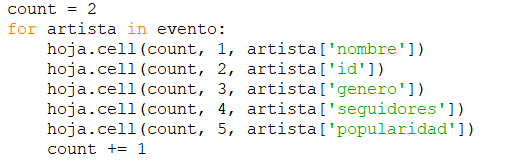 count = 2
for artista in evento:
    hoja.cell(count, 1, artista['nombre'])
    hoja.cell(count, 2, artista['id'])
    hoja.cell(count, 3, artista['genero'])
    hoja.cell(count, 4, artista['seguidores'])
    hoja.cell(count, 5, artista['popularidad'])
    count += 1